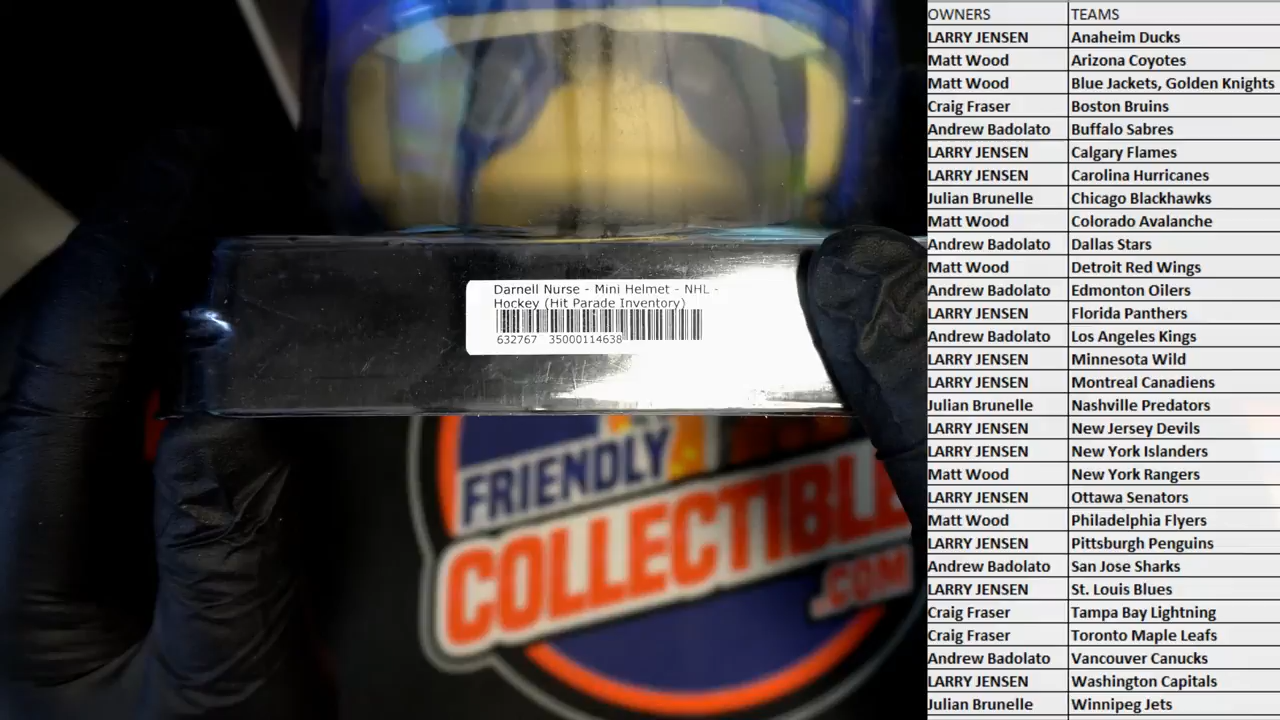 Darnell Nurse - Mini Helmet - NHL -
Hockey (Hit Parade Inventory)
632767 35000114638
FRIENDLY
COLLECTIBLE
.COM
OWNERS TEAMS
LARRY JENSEN Anaheim Ducks
Matt Wood Arizona Coyotes
Matt Wood Blue Jackets, Golden Knights
Craig Fraser Boston Bruins
Andrew Badolato Buffalo Sabres
LARRY JENSEN Calgary Flames
LARRY JENSEN Carolina Hurricanes
Julian Brunelle Chicago Blackhawks
Matt Wood Colorado Avalanche
Andrew Badolato Dallas Stars
Matt Wood Detroit Red Wings
Andrew Badolato Edmonton Oilers
LARRY JENSEN Florida Panthers
Andrew Badolato Los Angeles Kings
LARRY JENSEN Minnesota Wild
LARRY JENSEN Montreal Canadiens
Julian Brunelle Nashville Predators
LARRY JENSEN New Jersey Devils
LARRY JENSEN New York Islanders
Matt Wood New York Rangers
LARRY JENSEN Ottawa Senators
Matt Wood Philadelphia Flyers
LARRY JENSEN Pittsburgh Penguins
Andrew Badolato San Jose Sharks
LARRY JENSEN St. Louis Blues
Craig Fraser Tampa Bay Lightning
Craig Fraser Toronto Maple Leafs
Andrew Badolato Vancouver Canucks
LARRY JENSEN Washington Capitals
Julian Brunelle Winnipeg Jets